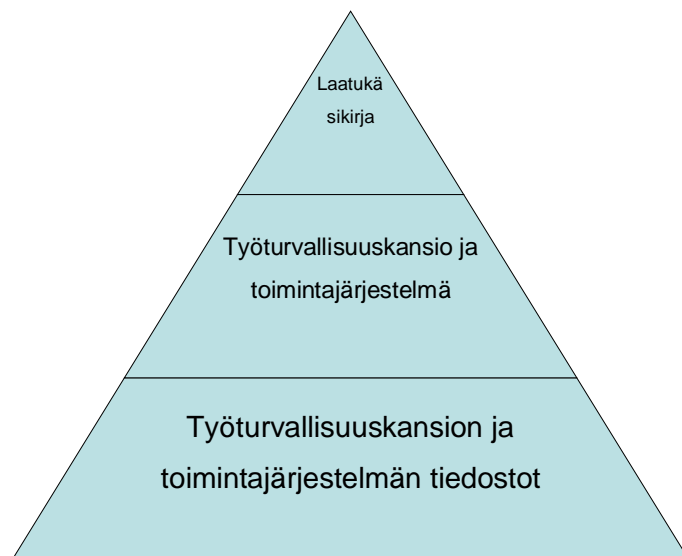 Laatukä
sikirja
Työturvallisuuskansio ja
toimintajärjestelmä
Työturvallisuuskansion ja
toimintajärjestelmän tiedostot